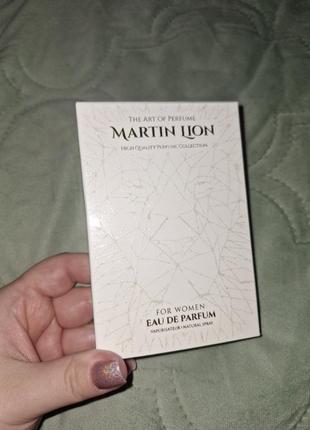 The Art Of Perfume
Martin Lion
High Quality Perfume Collection
FOR WOMEN
EAU DE PARFUM
VAPORISATEUR • NATURAL SPRAY